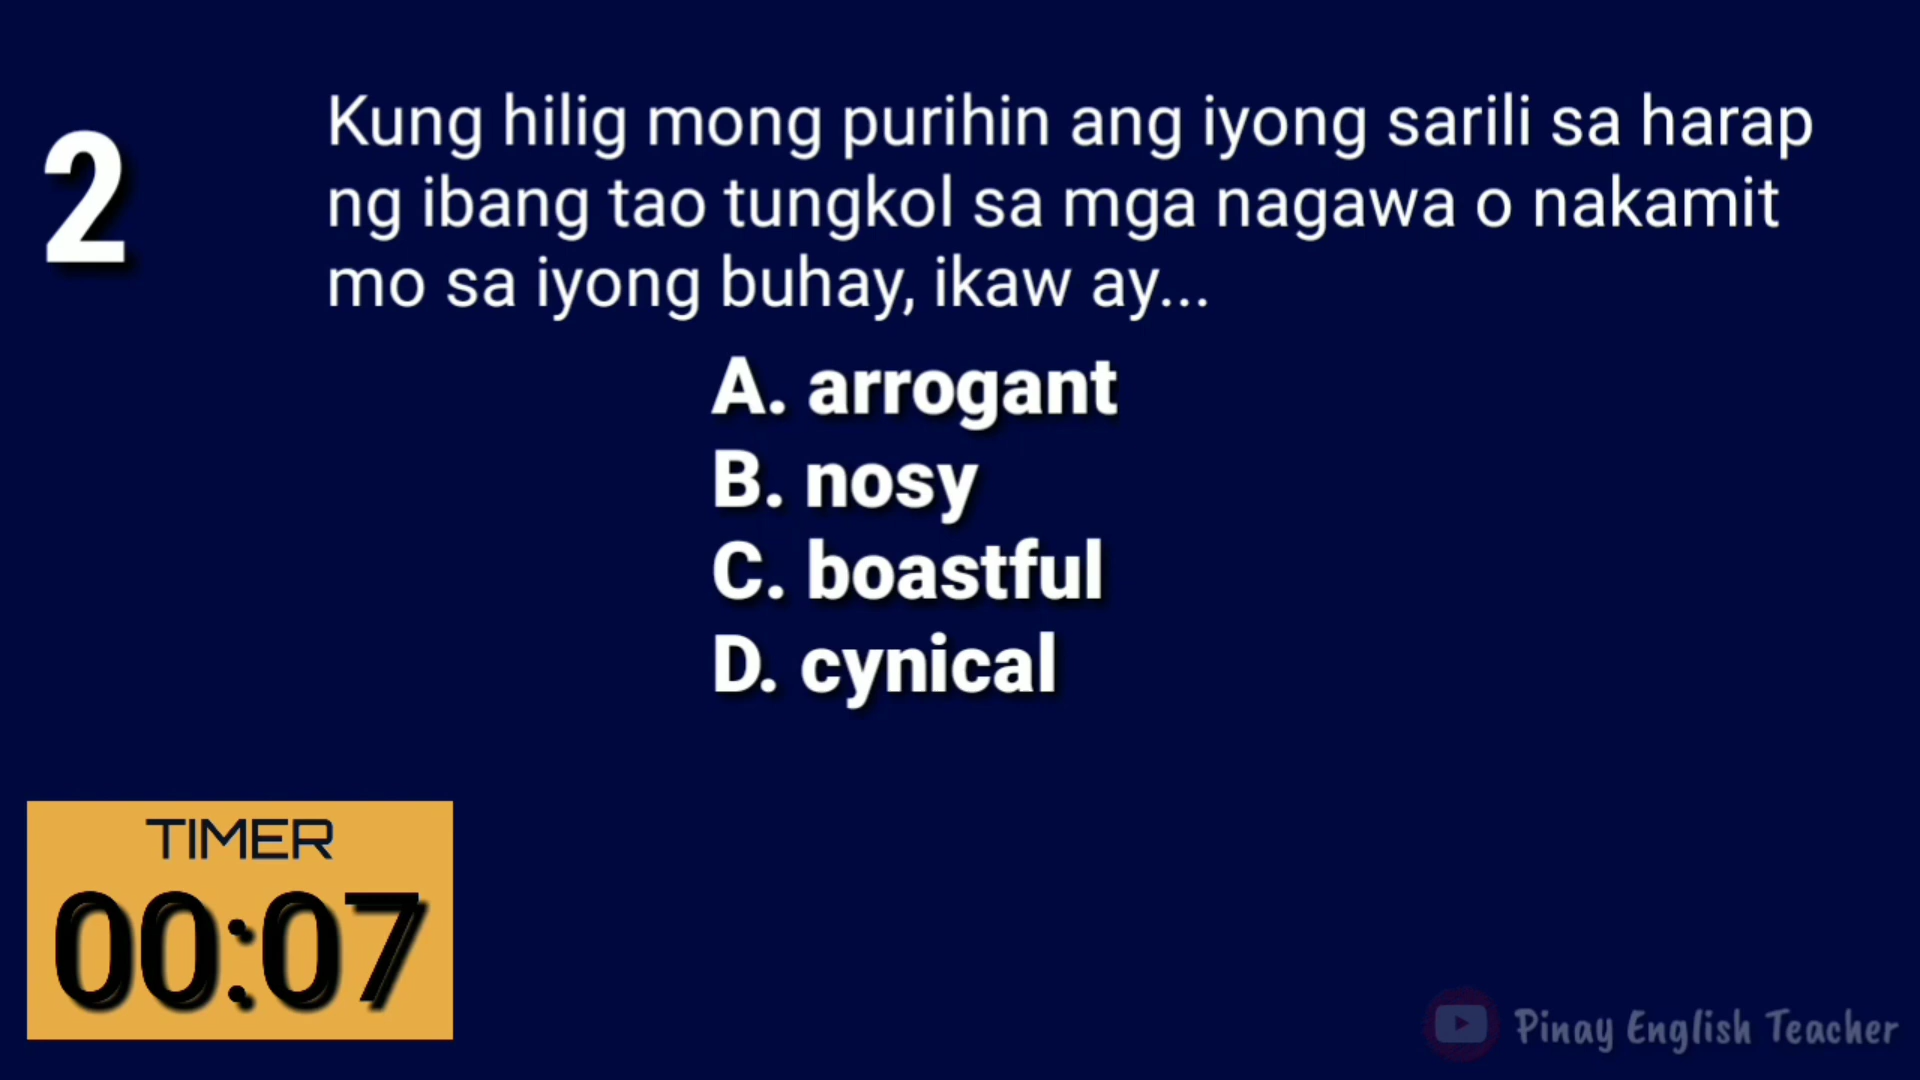 2
Kung hilig mong purihin ang iyong sarili sa harap
ng ibang tao tungkol sa mga nagawa o nakamit
mo sa iyong buhay, ikaw ay...
A. arrogant
B. nosy
C. boastful
D. cynical
TIMER
00:07
Pinay English Teacher